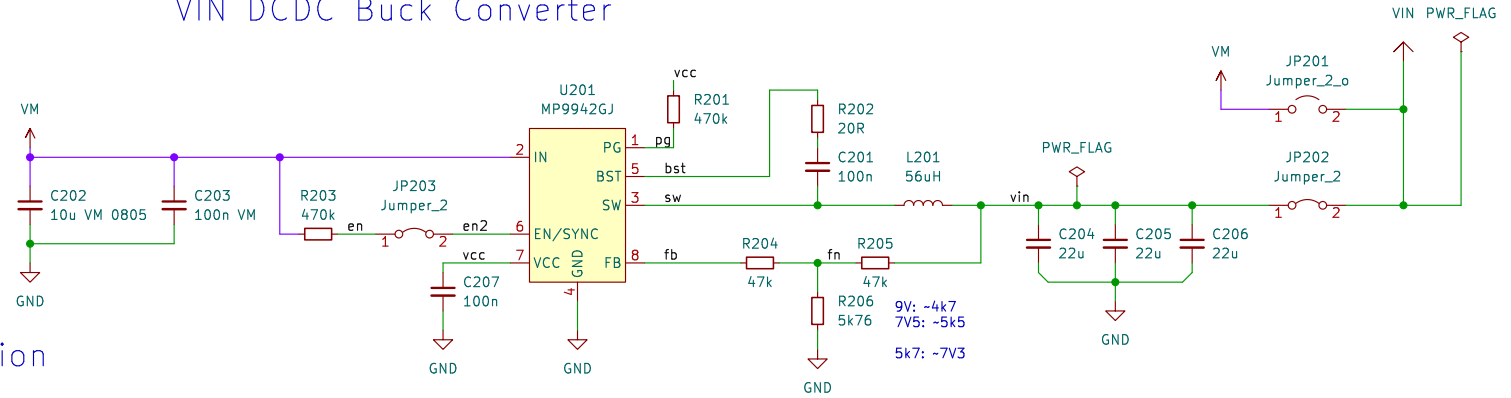 VIN DCDC Buck Converter
VIN PWR_FLAG
VM
JP201
Jumper_2_o
1 2
vcc
U201
MP9942GJ
R201
470k
R202
20R
VM
PG 1 pg
2 IN
C201
100n
L201
56uH
PWR_FLAG
JP202
Jumper_2
1 2
BST 5 bst
C202
10u VM 0805
C203
100n VM
R203
470k
JP203
Jumper_2
1 2
SW 3 sw
vin
en
en2
6 EN/SYNC
C204
22u
C205
22u
C206
22u
R204
47k
R205
47k
vcc
7 VCC
GND
4
FB 8 fb
fn
C207
100n
R206
5k76
9V: ~4k7
7V5: ~5k5
5k7: ~7V3
GND
GND
GND
GND
GND
ion